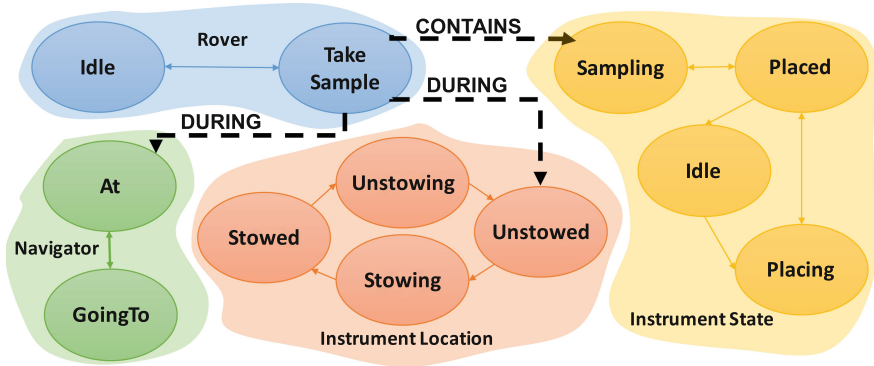 Rover
Idle
Take
Sample
CONTAINS
DURING
DURING
Sampling
Placed
Idle
Placing
Instrument State
At
Navigator
GoingTo
Unstowing
Stowed
Unstowed
Stowing
Instrument Location